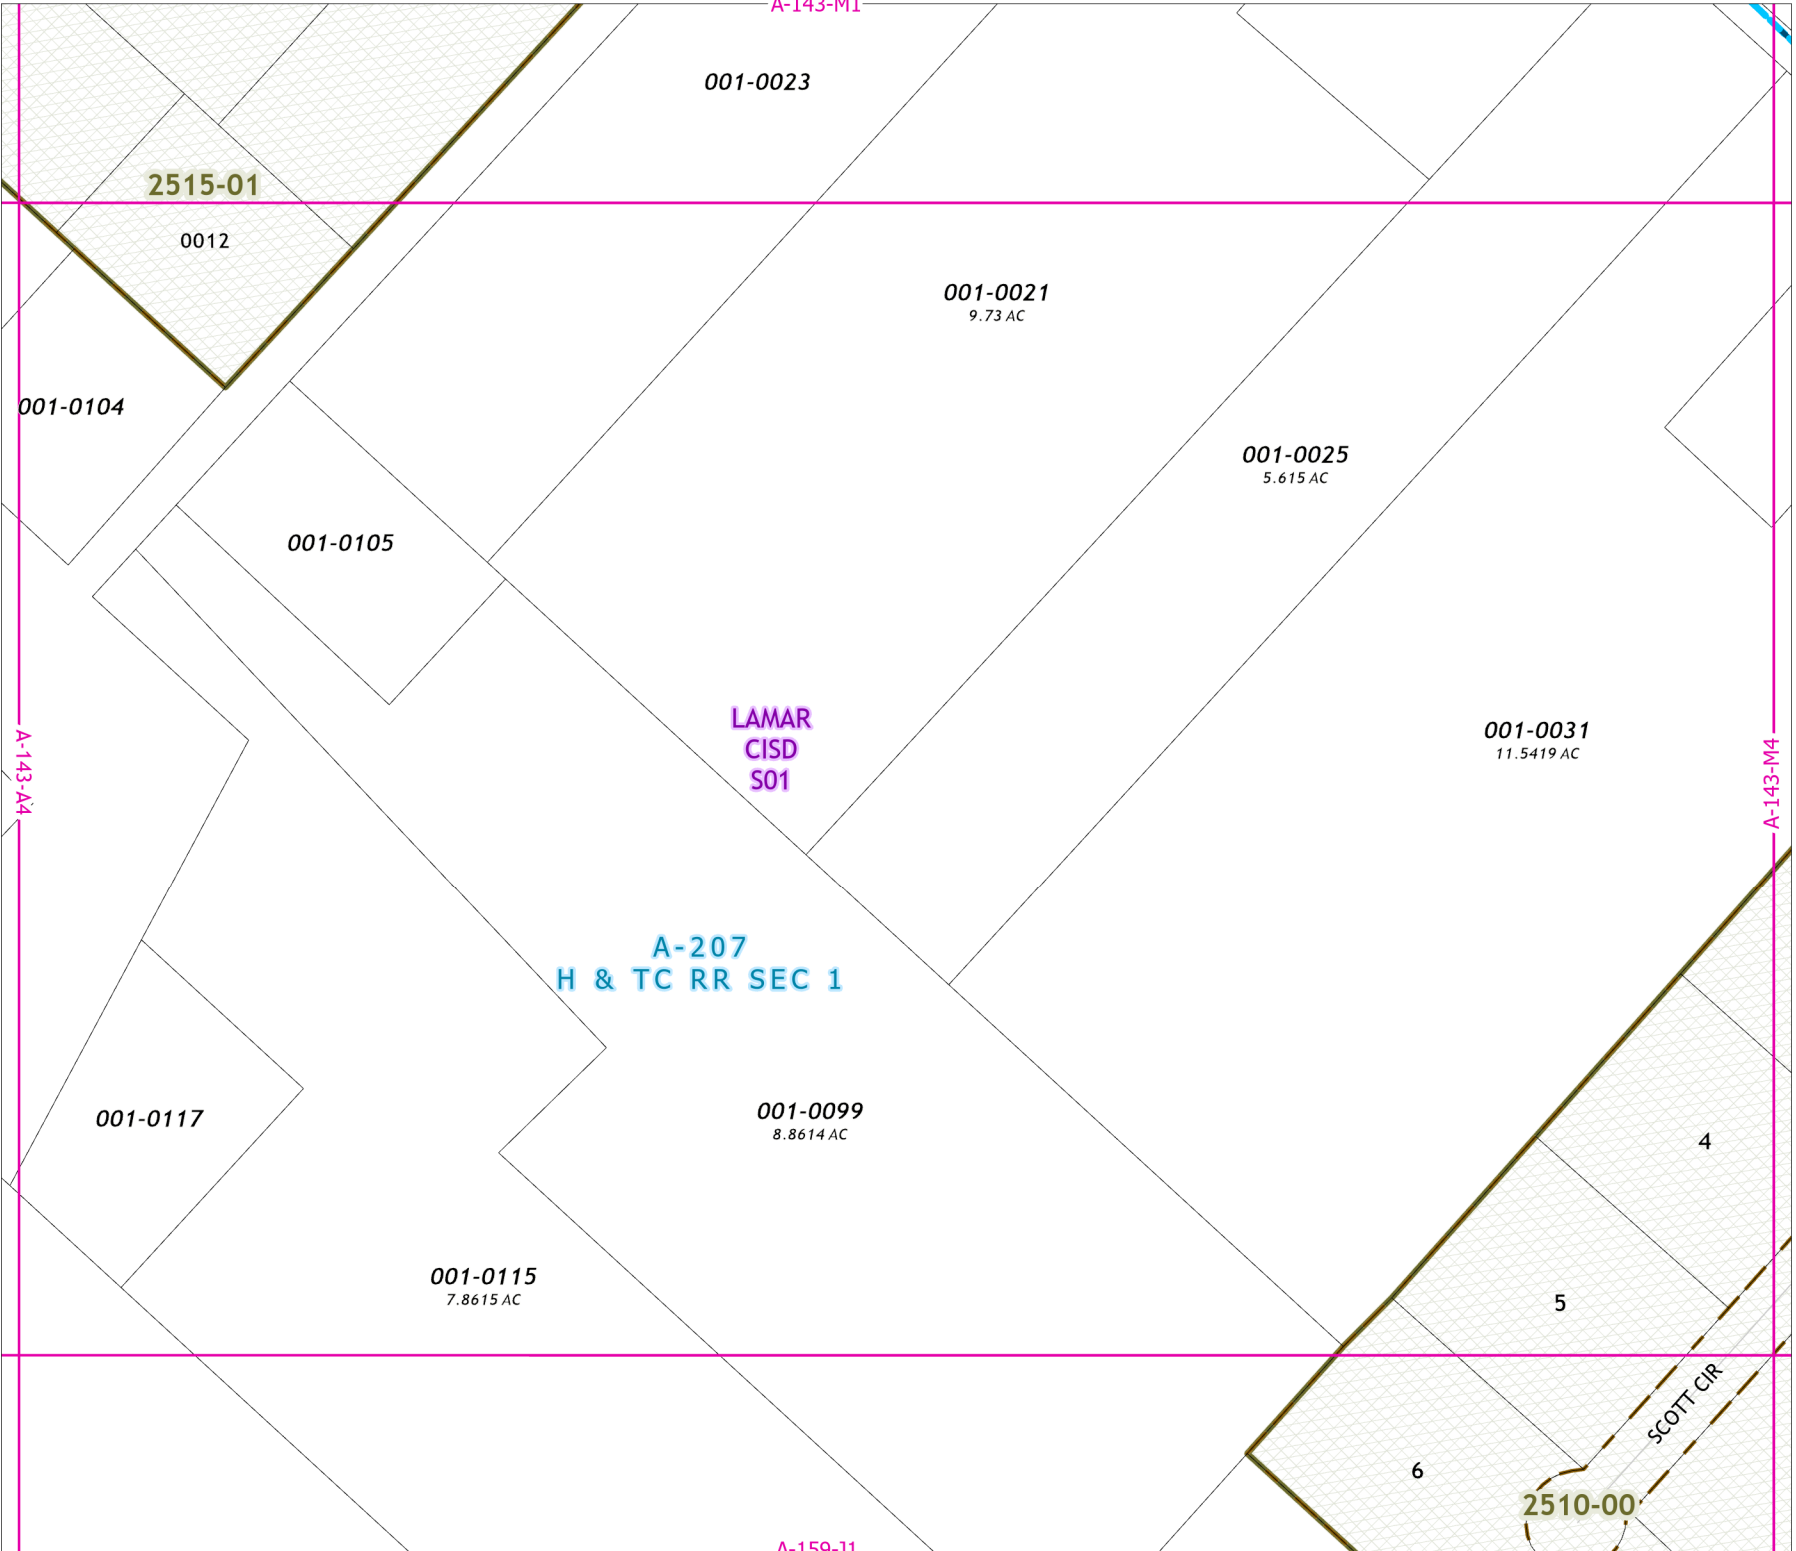 A-143-M1
001-0023
2515-01
0012
001-0021
9.73 AC
001-0104
001-0025
5.615 AC
001-0105
LAMAR
CISD
S01
001-0031
11.5419 AC
A-143-A4
A-143-M4
A-207
H & TC RR SEC 1
001-0117
001-0099
8.8614 AC
4
001-0115
7.8615 AC
5
SCOTT CIR
6
2510-00
A-159-J1